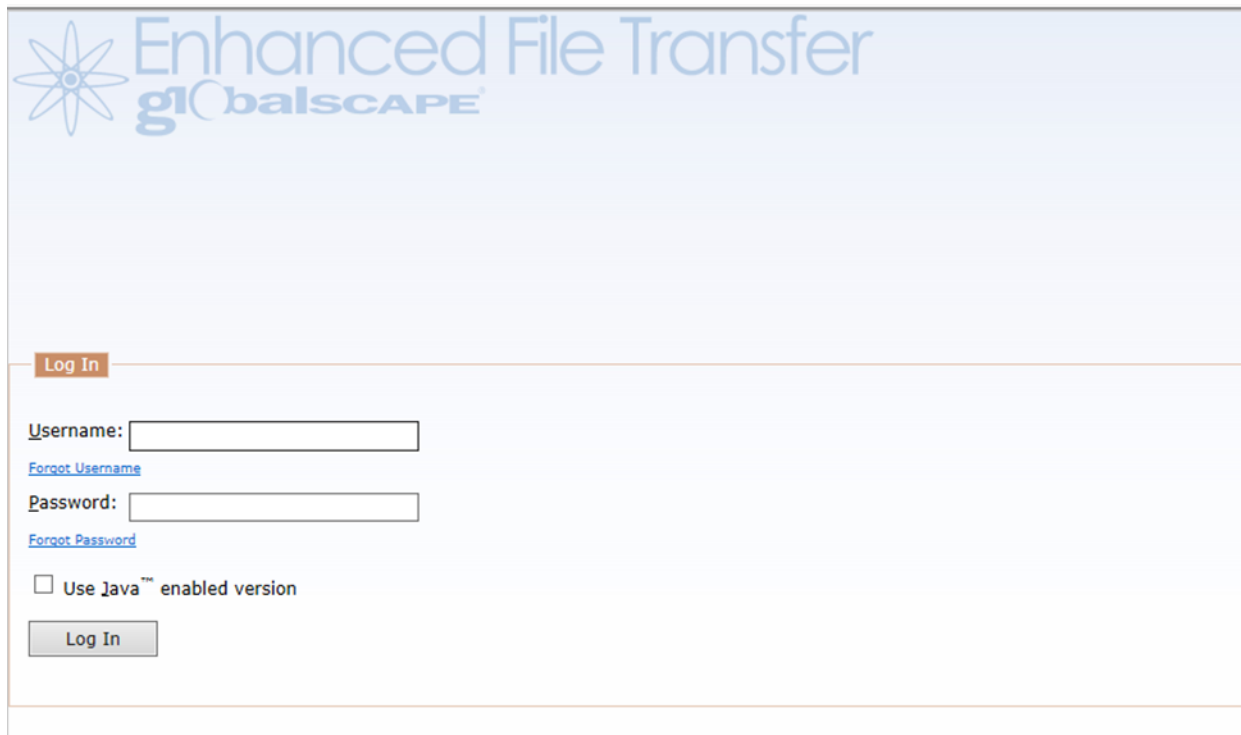 Enhanced File Transfer
globalSCAPE®
Log In
Username:
Forgot Username
Password:
Forgot Password
Use Java™ enabled version
Log In